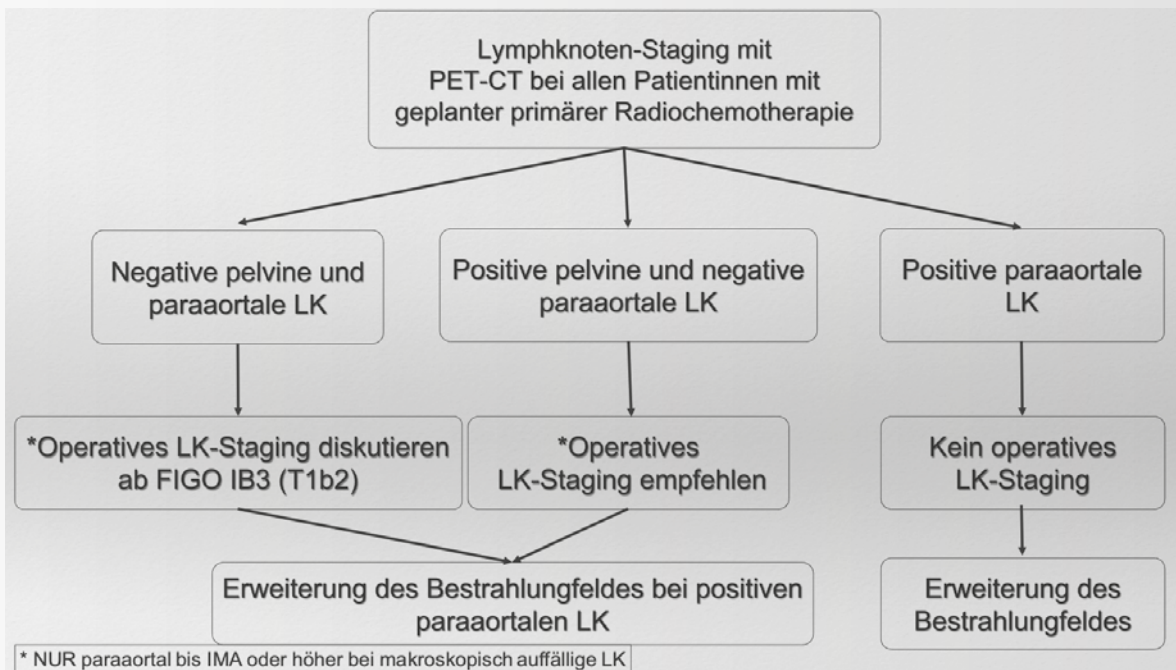 Lymphknoten-Staging mit
PET-CT bei allen Patientinnen mit
geplanter primärer Radiochemotherapie
Negative pelvine und
paraaortale LK
Positive pelvine und negative
paraaortale LK
Positive paraaortale
LK
*Operatives LK-Staging diskutieren
ab FIGO IB3 (T1b2)
*Operatives
LK-Staging empfehlen
Kein operatives
LK-Staging
Erweiterung des Bestrahlungfeldes bei positiven
paraaortalen LK
Erweiterung des
Bestrahlungfeldes
* NUR paraaortal bis IMA oder höher bei makroskopisch auffällige LK